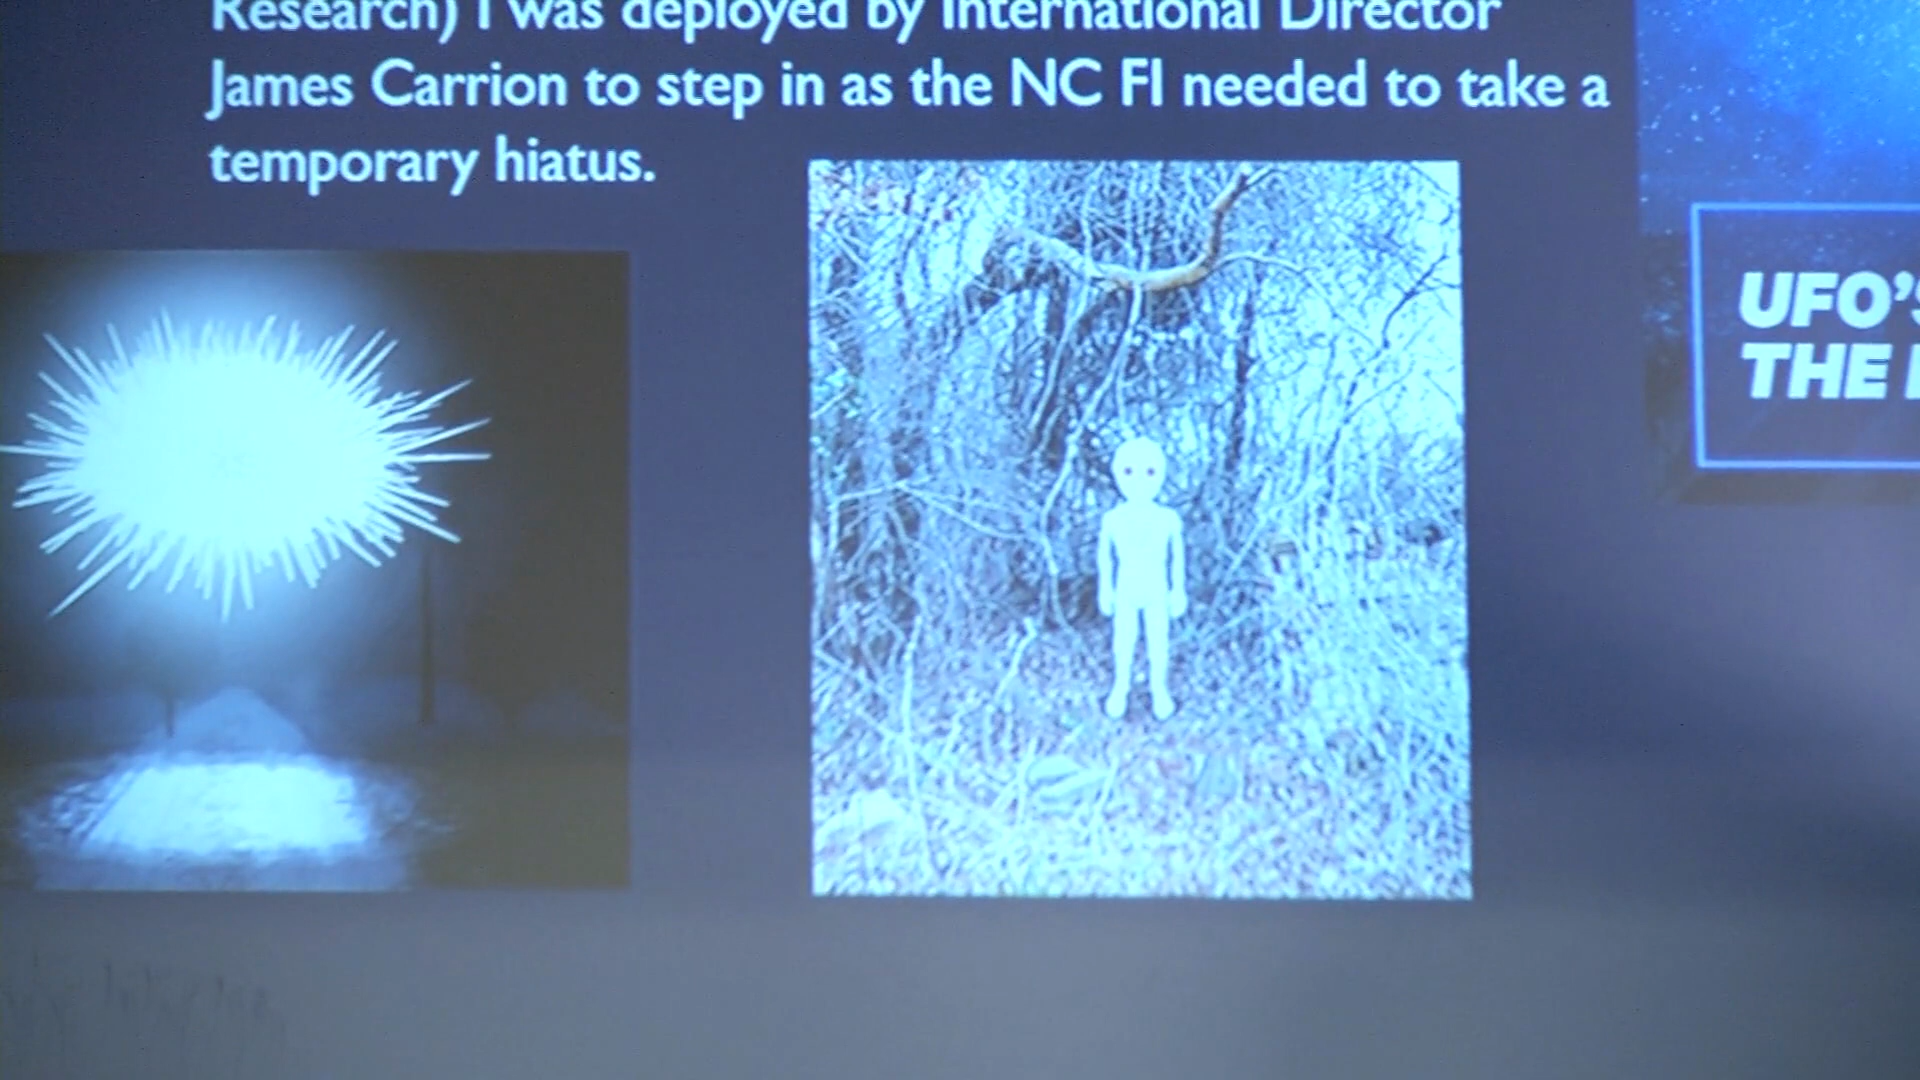 Research) I was deployed by International Director
James Carrion to step in as the NC FI needed to take a
temporary hiatus.
UFO'S
THE